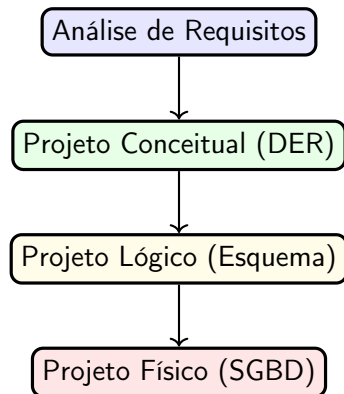 Análise de Requisitos
Projeto Conceitual (DER)
Projeto Lógico (Esquema)
Projeto Físico (SGBD)